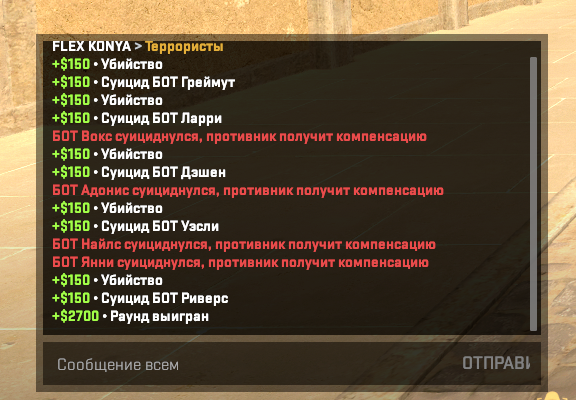 FLEX KONYA > Террористы
+$150 • Убийство
+$150 • Суицид БОТ Греймут
+$150 • Убийство
+$150 • Суицид БОТ Ларри
БОТ Вокс суициднулся, противник получит компенсацию
+$150 • Убийство
+$150 • Суицид БОТ Дэшен
БОТ Адонис суициднулся, противник получит компенсацию
+$150 • Убийство
+$150 • Суицид БОТ Уэсли
БОТ Найлс суициднулся, противник получит компенсацию
БОТ Янни суициднулся, противник получит компенсацию
+$150 • Убийство
+$150 • Суицид БОТ Риверс
+$2700 • Раунд выигран
Сообщение всем ОТПРАВИ